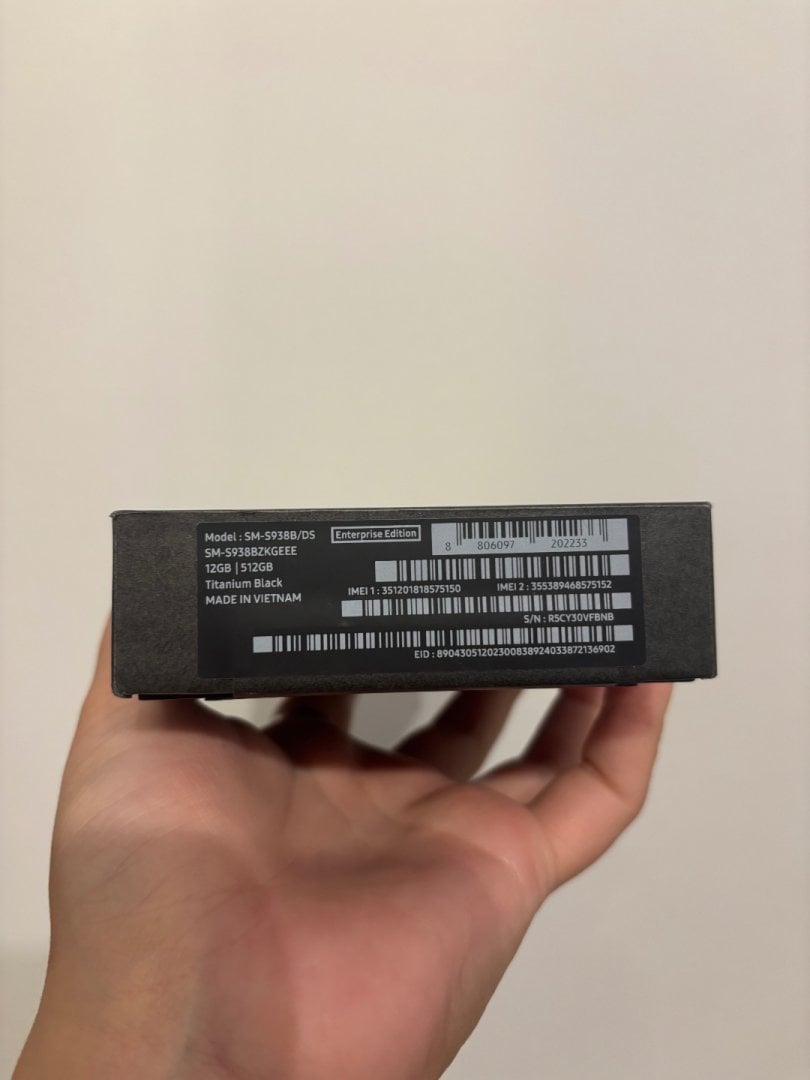 Model : SM-S938B/DS
Enterprise Edition
SM-S938BZKGEEE
12GB | 512GB
Titanium Black
MADE IN VIETNAM
8 806097 202233
IMEI 1 : 351201818575150 IMEI 2 : 355389468575152
S/N : R5CY30VFBNB
EID : 89043051202300838924033872136902